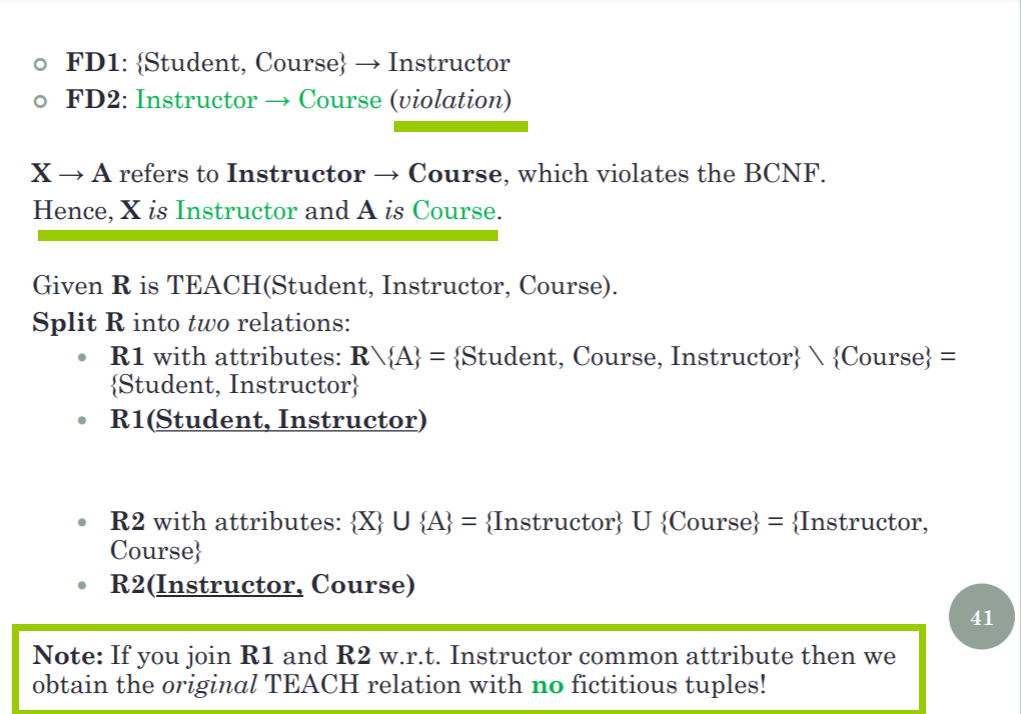 FD1: {Student, Course} → Instructor
FD2: Instructor → Course (violation)
X → A refers to Instructor → Course, which violates the BCNF.
Hence, X is Instructor and A is Course.
Given R is TEACH(Student, Instructor, Course).
Split R into two relations:
R1 with attributes: R\{A} = {Student, Course, Instructor} \ {Course} =
{Student, Instructor}
R1(Student, Instructor)
R2 with attributes: {X} U {A} = {Instructor} U {Course} = {Instructor,
Course}
R2(Instructor, Course)
41
Note: If you join R1 and R2 w.r.t. Instructor common attribute then we
obtain the original TEACH relation with no fictitious tuples!